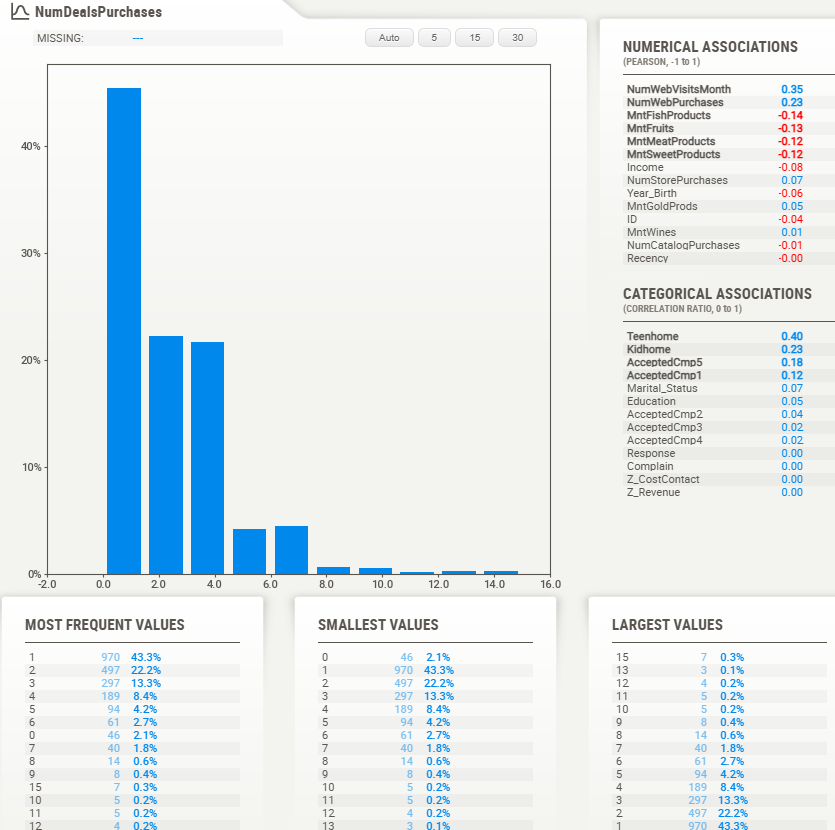 NumDealsPurchases
MISSING: ---
Auto 5 15 30
40%
30%
20%
10%
0%
-2.0 0.0 2.0 4.0 6.0 8.0 10.0 12.0 14.0 16.0
NUMERICAL ASSOCIATIONS
(PEARSON, -1 to 1)
NumWebVisitsMonth 0.35
NumWebPurchases 0.23
MntFishProducts -0.14
MntFruits -0.13
MntMeatProducts -0.12
MntSweetProducts -0.12
Income -0.08
NumStorePurchases 0.07
Year_Birth -0.06
MntGoldProds 0.05
ID -0.04
MntWines 0.01
NumCatalogPurchases -0.01
Recency -0.00
CATEGORICAL ASSOCIATIONS
(CORRELATION RATIO, 0 to 1)
Teenhome 0.40
Kidhome 0.23
AcceptedCmp5 0.18
AcceptedCmp1 0.12
Marital_Status 0.07
Education 0.05
AcceptedCmp2 0.04
AcceptedCmp3 0.02
AcceptedCmp4 0.02
Response 0.00
Complain 0.00
Z_CostContact 0.00
Z_Revenue 0.00
MOST FREQUENT VALUES
1 970 43.3%
2 497 22.2%
3 297 13.3%
4 189 8.4%
5 94 4.2%
6 61 2.7%
0 46 2.1%
7 40 1.8%
8 14 0.6%
9 8 0.4%
15 7 0.3%
10 5 0.2%
11 5 0.2%
12 4 0.2%
SMALLEST VALUES
0 46 2.1%
1 970 43.3%
2 497 22.2%
3 297 13.3%
4 189 8.4%
5 94 4.2%
6 61 2.7%
7 40 1.8%
8 14 0.6%
9 8 0.4%
10 5 0.2%
11 5 0.2%
12 4 0.2%
13 3 0.1%
LARGEST VALUES
15 7 0.3%
13 3 0.1%
12 4 0.2%
11 5 0.2%
10 5 0.2%
9 8 0.4%
8 14 0.6%
7 40 1.8%
6 61 2.7%
5 94 4.2%
4 189 8.4%
3 297 13.3%
2 497 22.2%
1 970 43.3%